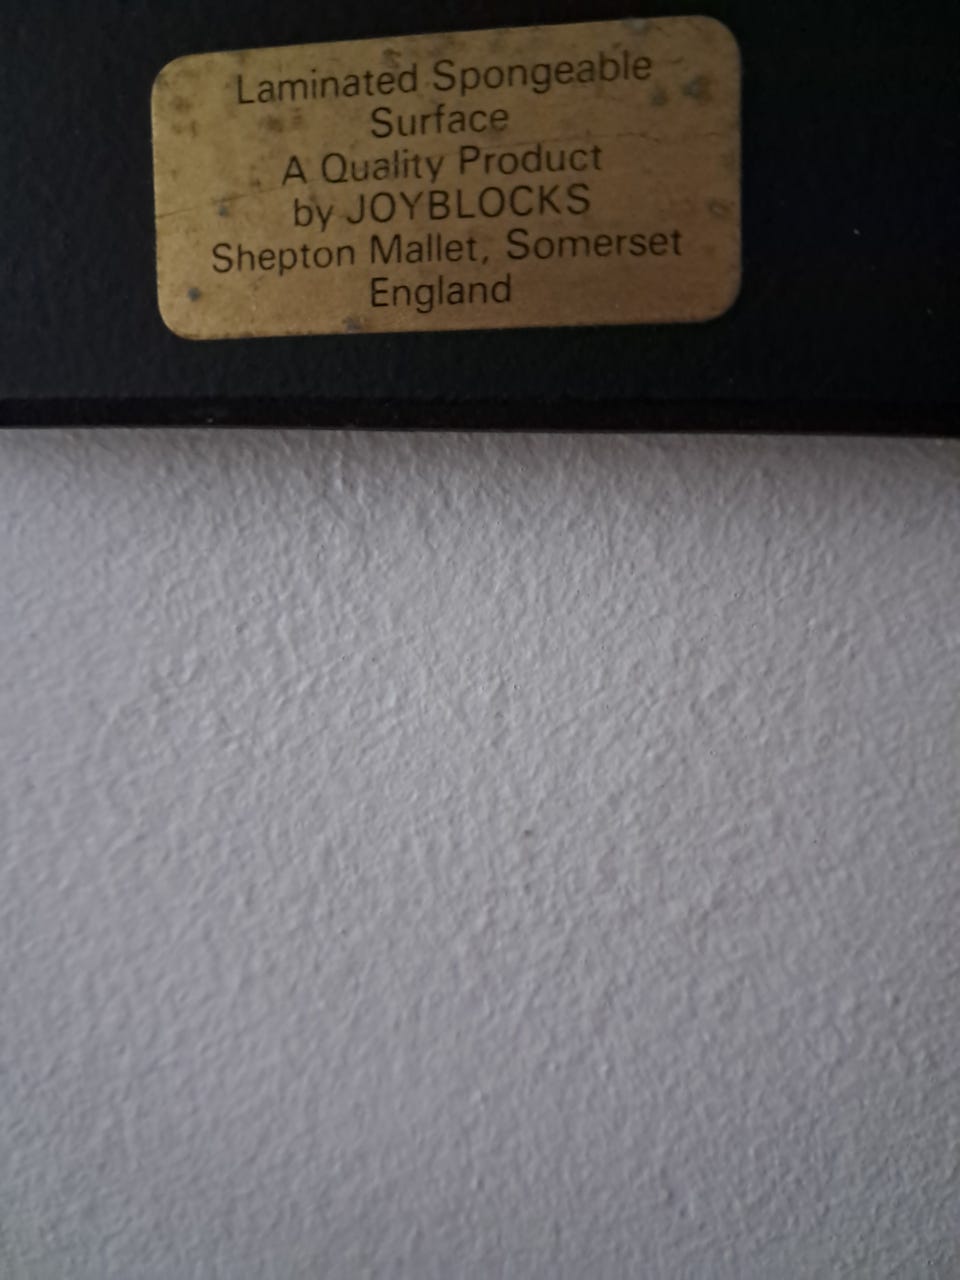 Laminated Spongeable
Surface
A Quality Product
by JOYBLOCKS
Shepton Mallet, Somerset
England